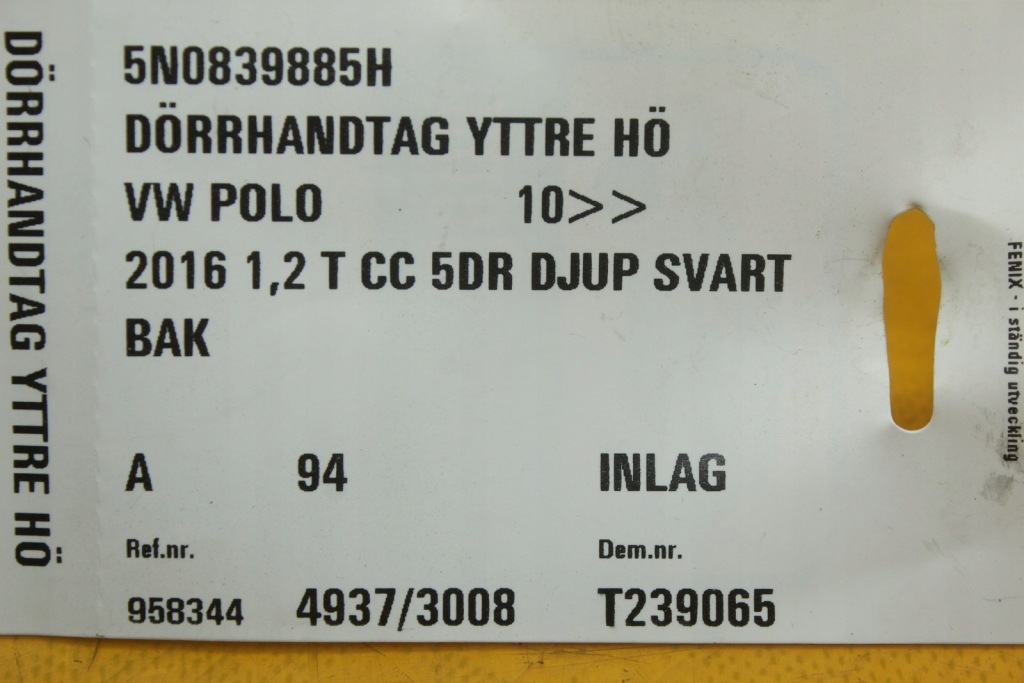 DÖRRHANDTAG YTTRE HÖ
5N0839885H
DÖRRHANDTAG YTTRE HÖ
VW POLO 10>>
2016 1,2 T CC 5DR DJUP SVART
BAK
A 94 INLAG
Ref.nr. Dem.nr.
958344 4937/3008 T239065
FENIX - i ständig utveckling